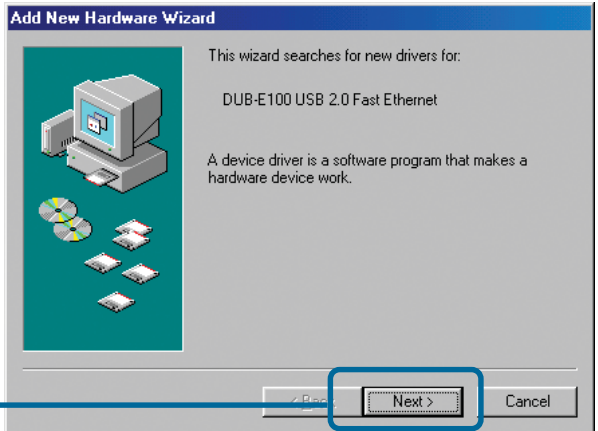 Add New Hardware Wizard
This wizard searches for new drivers for:
DUB-E100 USB 2.0 Fast Ethernet
A device driver is a software program that makes a
hardware device work.
< Back
Next >
Cancel